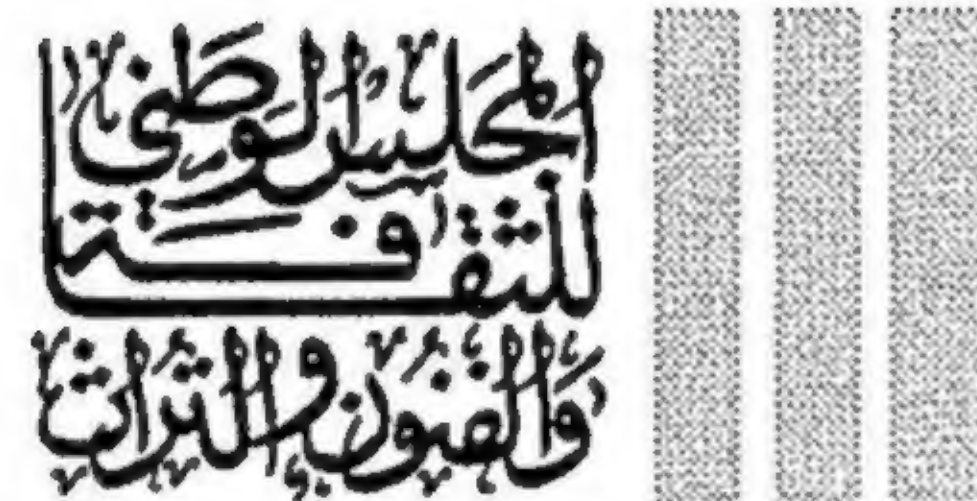 المجلس الوطني
للثقافة
والفنون والتراث